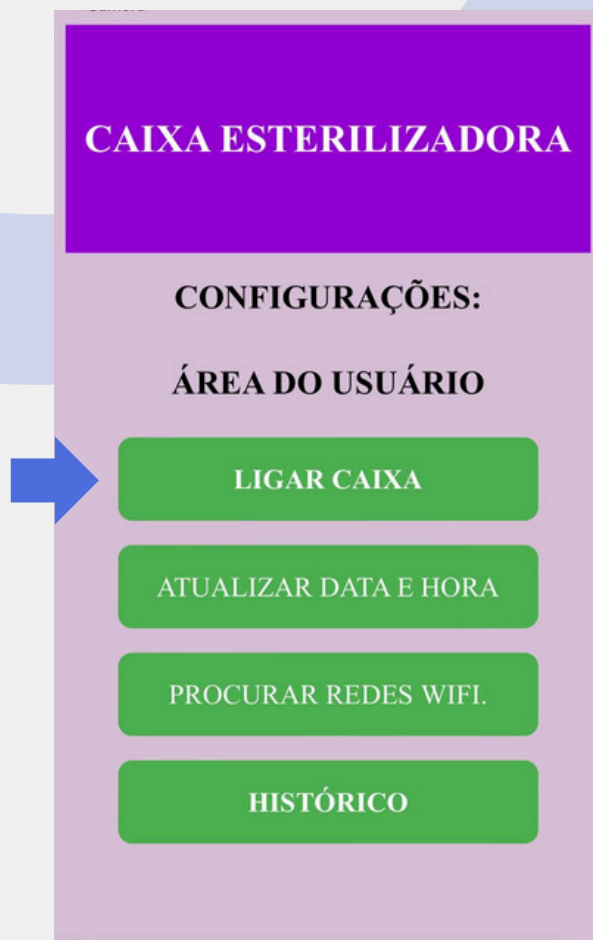 CAIXA ESTERILIZADORA
CONFIGURAÇÕES:
ÁREA DO USUÁRIO
LIGAR CAIXA
ATUALIZAR DATA E HORA
PROCURAR REDES WIFI.
HISTÓRICO